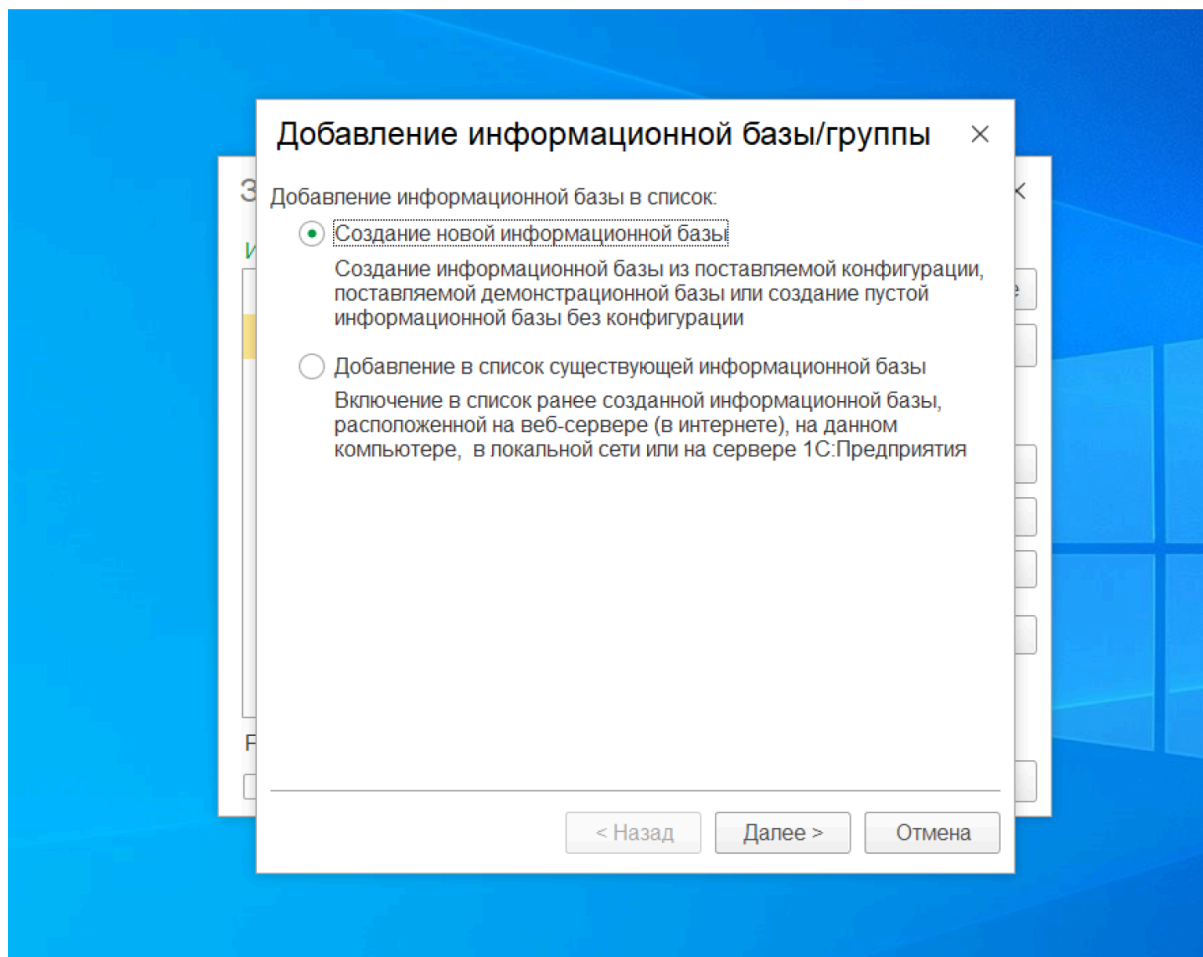 Добавление информационной базы/группы
Добавление информационной базы в список:
Создание новой информационной базы
Создание информационной базы из поставляемой конфигурации,
поставляемой демонстрационной базы или создание пустой
информационной базы без конфигурации
Добавление в список существующей информационной базы
Включение в список ранее созданной информационной базы,
расположенной на веб-сервере (в интернете), на данном
компьютере, в локальной сети или на сервере 1С:Предприятия
< Назад Далее > Отмена